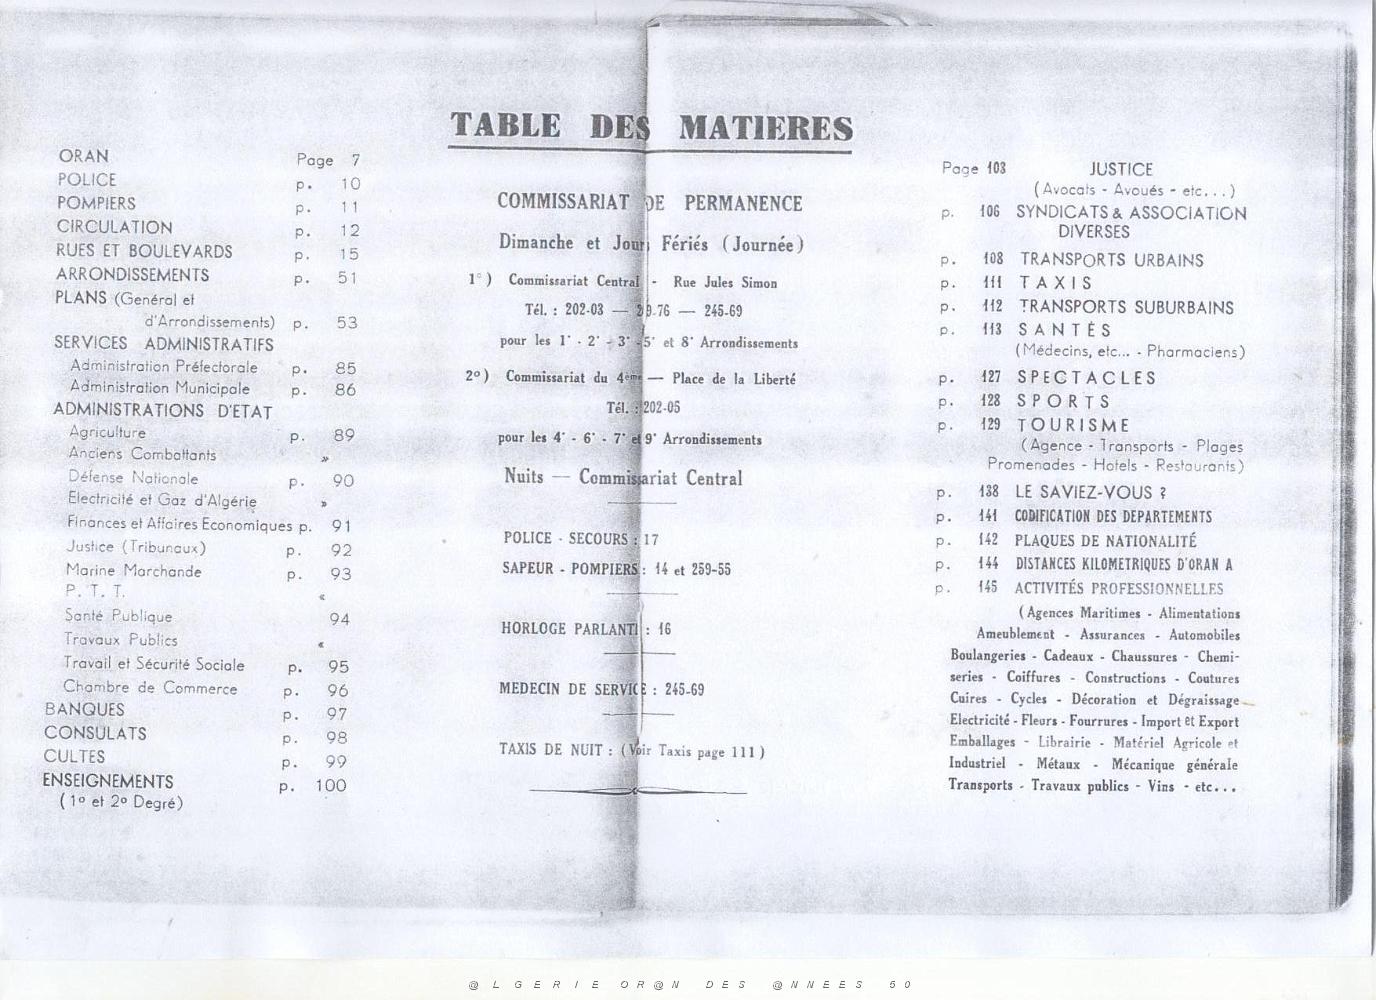 TABLE DES MATIERES
ORAN Page 7
POLICE p. 10
POMPIERS p. 11
CIRCULATION p. 12
RUES ET BOULEVARDS p. 15
ARRONDISSEMENTS p. 51
PLANS (Genéral et
d'Arrondissements) p. 53
SERVICES ADMINISTRATIFS
Administration Préfectorale p. 85
Administration Municipale p. 86
ADMINISTRATIONS D'ETAT
Agriculture p. 89
Anciens Combattants »
Défense Nationale p. 90
Electricité et Gaz d'Algérie »
Finances et Affaires Economiques p. 91
Justice (Tribunaux) p. 92
Marine Marchande p. 93
P. T. T. «
Santé Publique 94
Travaux Publics «
Travail et Sécurité Sociale p. 95
Chambre de Commerce p. 96
BANQUES p. 97
CONSULATS p. 98
CULTES p. 99
ENSEIGNEMENTS p. 100
(1º et 2º Degré)
COMMISSARIAT DE PERMANENCE
Dimanche et Jours Fériés (Journée)
1°) Commissariat Central - Rue Jules Simon
Tél. : 202-03 — — 245-69
pour les 1' - 2' - 3' - 5' et 8' Arrondissements
2º) Commissariat du 4eme — Place de la Liberté
Tél. : 202-05
pour les 4' - 6' - 7' et 9' Arrondissements
Nuits — Commissariat Central
POLICE - SECOURS : 17
SAPEUR - POMPIERS : 14 et 259-55
HORLOGE PARLANTE : 16
MEDECIN DE SERVICE : 245-69
TAXIS DE NUIT : (Voir Taxis page 111)
Page 103 JUSTICE
(Avocats - Avoués - etc...)
p. 106 SYNDICATS & ASSOCIATION
DIVERSES
p. 108 TRANSPORTS URBAINS
p. 111 TAXIS
p. 112 TRANSPORTS SUBURBAINS
p. 113 SANTÉS
(Médecins, etc... - Pharmaciens)
p. 127 SPECTACLES
p. 128 SPORTS
p. 129 TOURISME
(Agence - Transports - Plages
Promenades - Hotels - Restaurants)
p. 138 LE SAVIEZ-VOUS ?
p. 141 CODIFICATION DES DEPARTEMENTS
p. 142 PLAQUES DE NATIONALITÉ
p. 144 DISTANCES KILOMETRIQUES D'ORAN A
p. 145 ACTIVITÉS PROFESSIONNELLES
(Agences Maritimes - Alimentations
Ameublement - Assurances - Automobiles
Boulangeries - Cadeaux - Chaussures - Chemi-
series - Coiffures - Constructions - Coutures
Cuires - Cycles - Décoration et Dégraissage
Electricité - Fleurs - Fourrures - Import et Export
Emballages - Librairie - Matériel Agricole et
Industriel - Métaux - Mécanique générale
Transports - Travaux publics - Vins - etc...
@LGERIE OR@N DES @NNEES 50